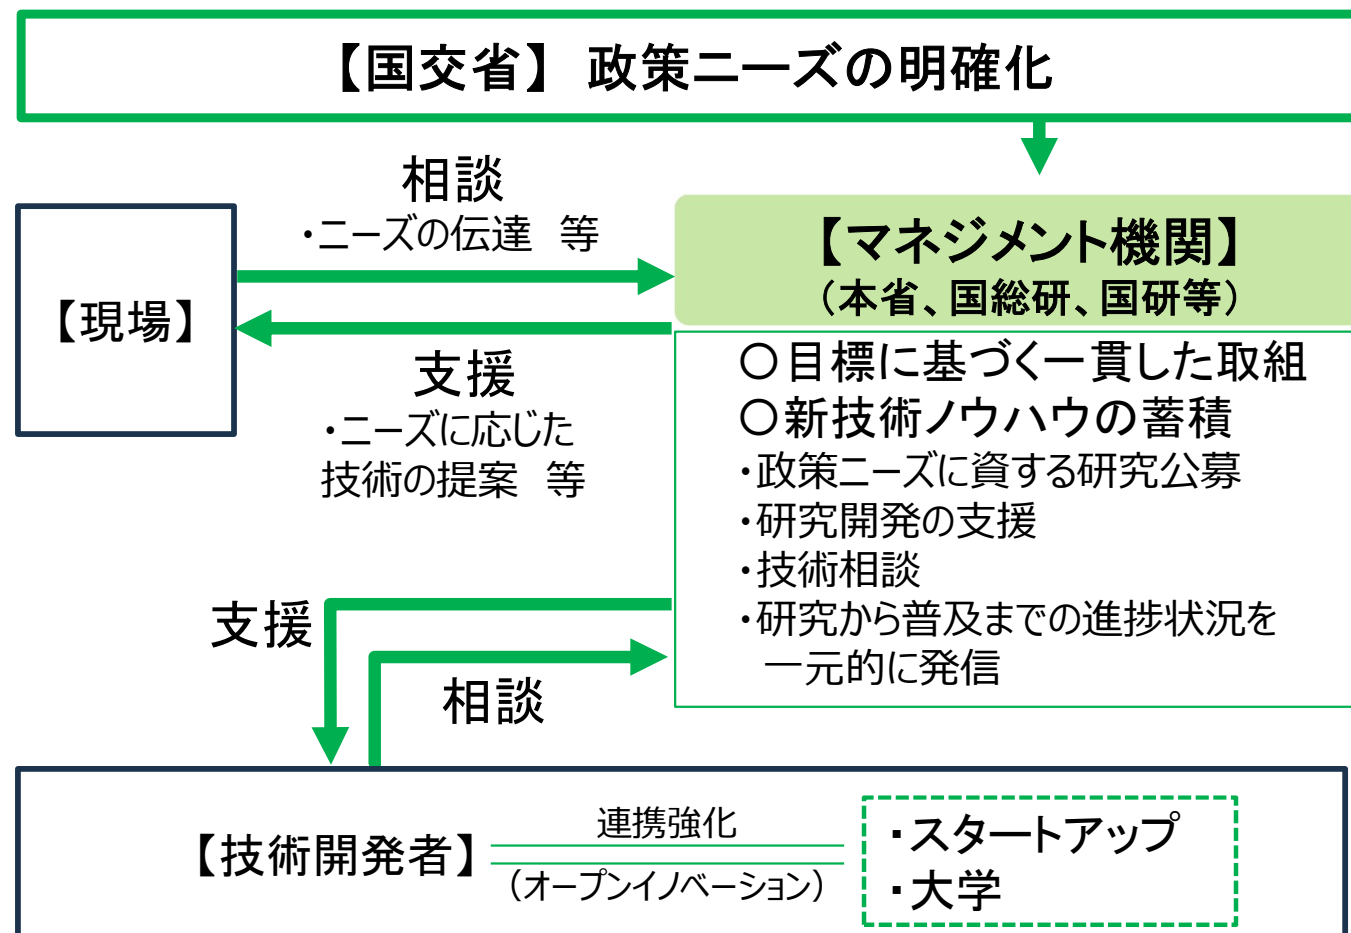 【国交省】 政策ニーズの明確化
相談
・ニーズの伝達　等
【現場】
支援
・ニーズに応じた
技術の提案　等
【マネジメント機関】
（本省、国総研、国研等）
○目標に基づく一貫した取組
○新技術ノウハウの蓄積
・政策ニーズに資する研究公募
・研究開発の支援
・技術相談
・研究から普及までの進捗状況を
一元的に発信
支援
相談
【技術開発者】
連携強化
（オープンイノベーション）
・スタートアップ
・大学